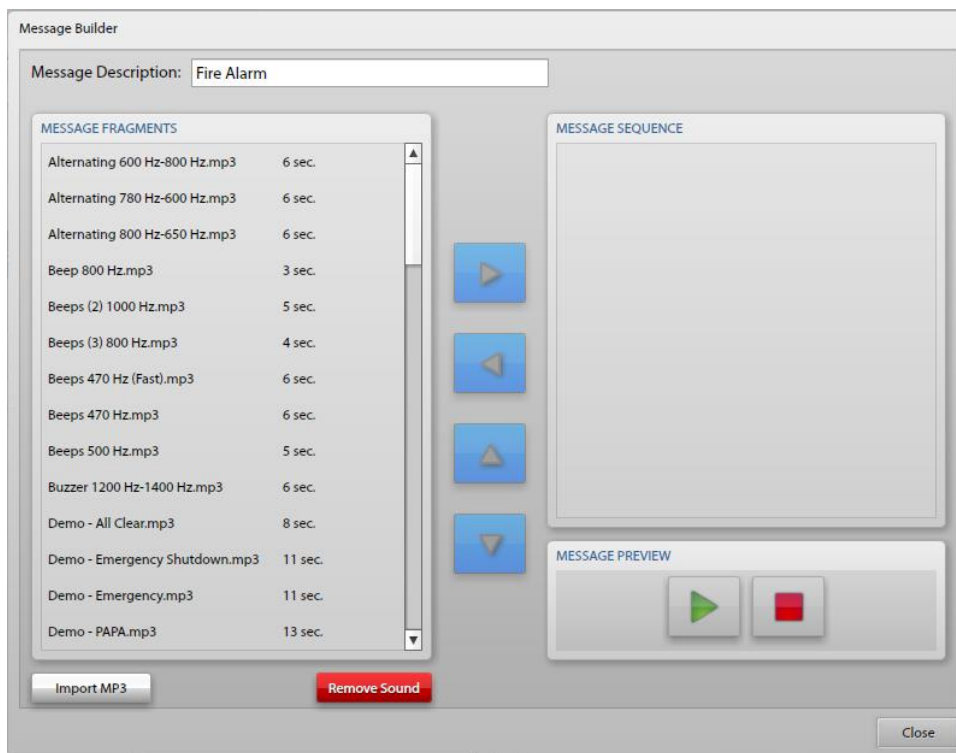 Message Builder
Message Description: Fire Alarm
MESSAGE FRAGMENTS
Alternating 600 Hz-800 Hz.mp3 6 sec.
Alternating 780 Hz-600 Hz.mp3 6 sec.
Alternating 800 Hz-650 Hz.mp3 6 sec.
Beep 800 Hz.mp3 3 sec.
Beeps (2) 1000 Hz.mp3 5 sec.
Beeps (3) 800 Hz.mp3 4 sec.
Beeps 470 Hz (Fast).mp3 6 sec.
Beeps 470 Hz.mp3 6 sec.
Beeps 500 Hz.mp3 5 sec.
Buzzer 1200 Hz-1400 Hz.mp3 6 sec.
Demo - All Clear.mp3 8 sec.
Demo - Emergency Shutdown.mp3 11 sec.
Demo - Emergency.mp3 11 sec.
Demo - PAPA.mp3 13 sec.
Import MP3
Remove Sound
MESSAGE SEQUENCE
MESSAGE PREVIEW
Close